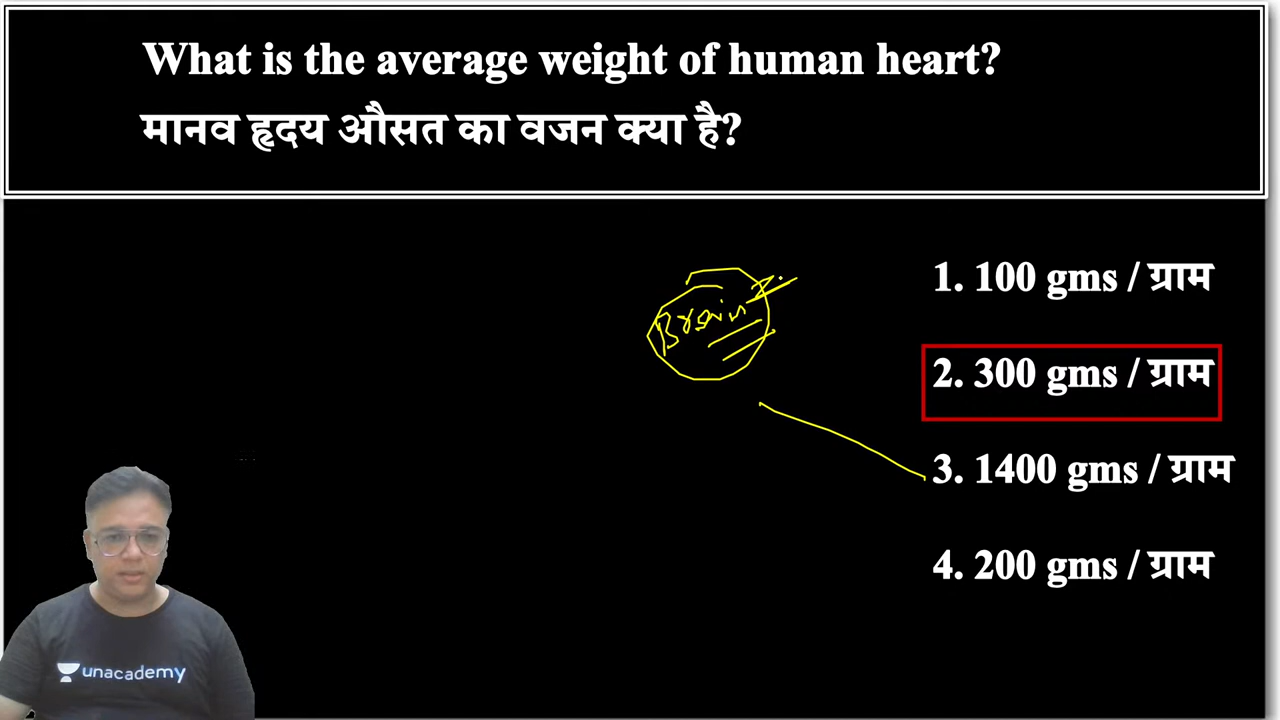 What is the average weight of human heart?
मानव हृदय औसत का वजन क्या है?
1. 100 gms / ग्राम
Brain
2. 300 gms / ग्राम
3. 1400 gms / ग्राम
4. 200 gms / ग्राम
unacademy